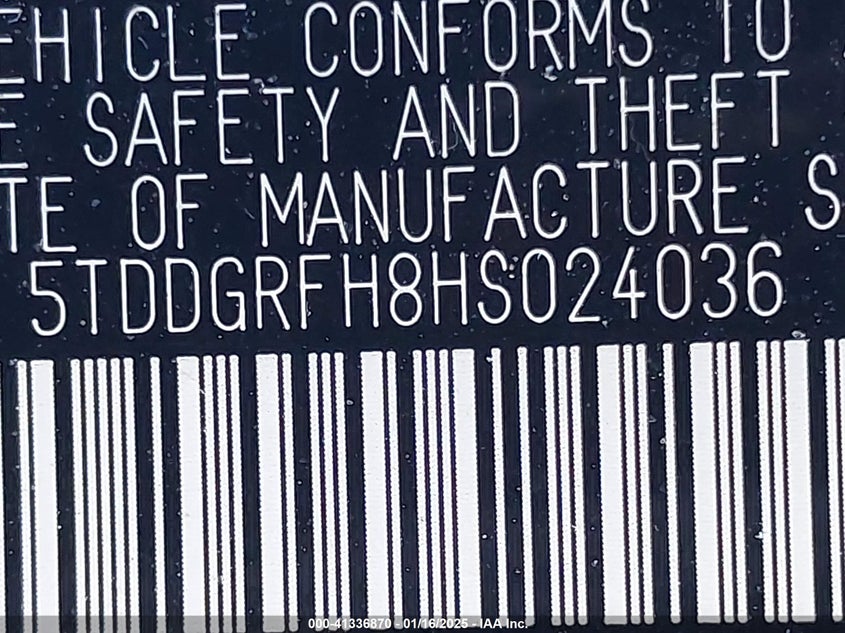 EHICLE CONFORMS TO
E SAFETY AND THEFT
TE OF MANUFACTURE S
5TDDGRFH8HS024036
000-41336870 - 01/16/2025 - IAA Inc.